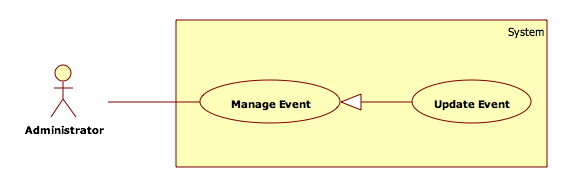 System
Manage Event
Update Event
Administrator